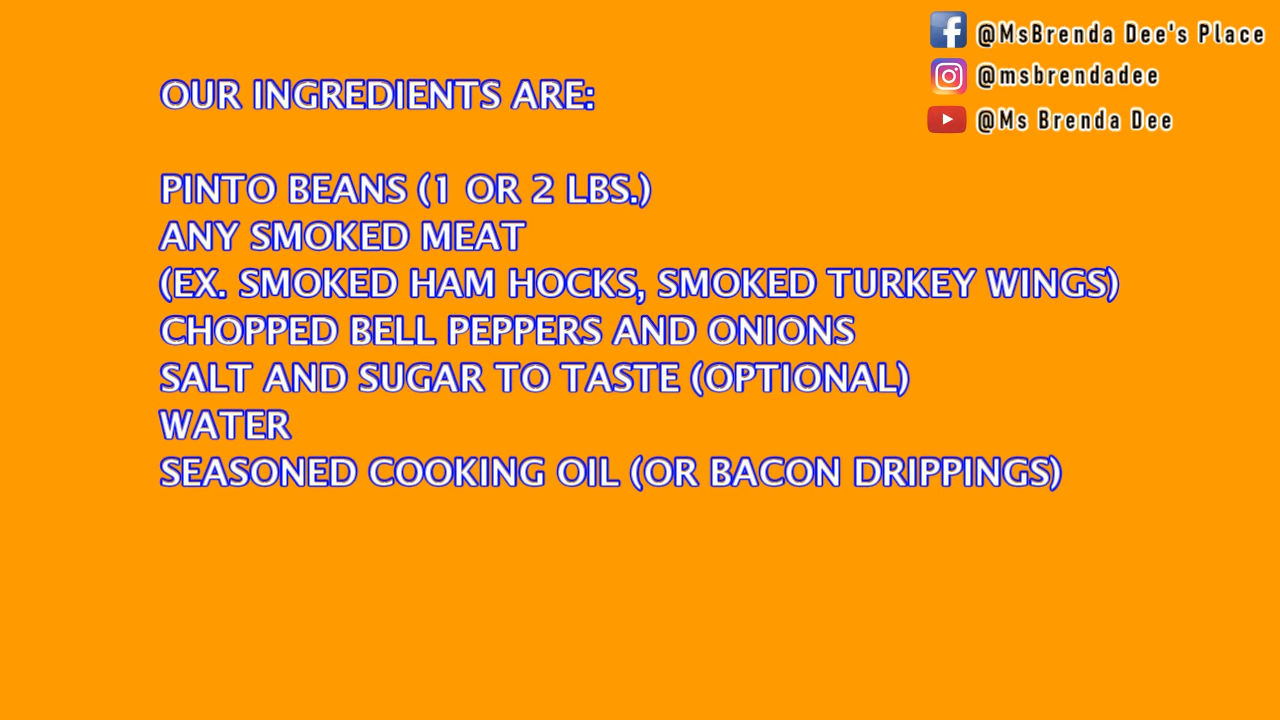 @MsBrenda Dee's Place
@msbrendadee
@Ms Brenda Dee
OUR INGREDIENTS ARE:
PINTO BEANS (1 OR 2 LBS.)
ANY SMOKED MEAT
(EX. SMOKED HAM HOCKS, SMOKED TURKEY WINGS)
CHOPPED BELL PEPPERS AND ONIONS
SALT AND SUGAR TO TASTE (OPTIONAL)
WATER
SEASONED COOKING OIL (OR BACON DRIPPINGS)